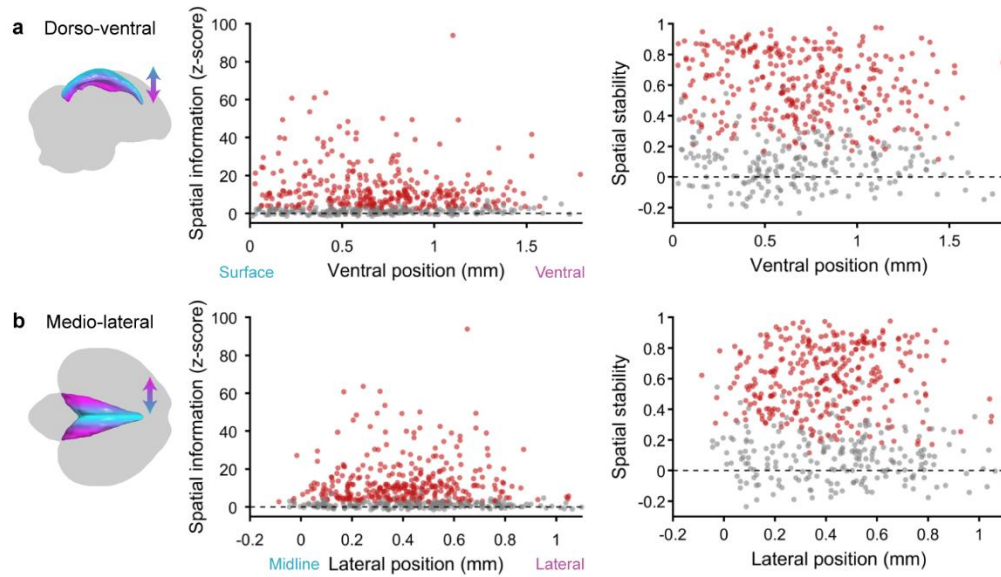 a Dorso-ventral
Spatial information (z-score)
100
80
60
40
20
0
0 0.5 1 1.5
Surface Ventral position (mm) Ventral
Spatial stability
1
0.8
0.6
0.4
0.2
0
-0.2
0 0.5 1 1.5
Ventral position (mm)
b Medio-lateral
Spatial information (z-score)
100
80
60
40
20
0
-0.2 0 0.2 0.4 0.6 0.8 1
Midline Lateral position (mm) Lateral
Spatial stability
1
0.8
0.6
0.4
0.2
0
-0.2
-0.2 0 0.2 0.4 0.6 0.8 1
Lateral position (mm)